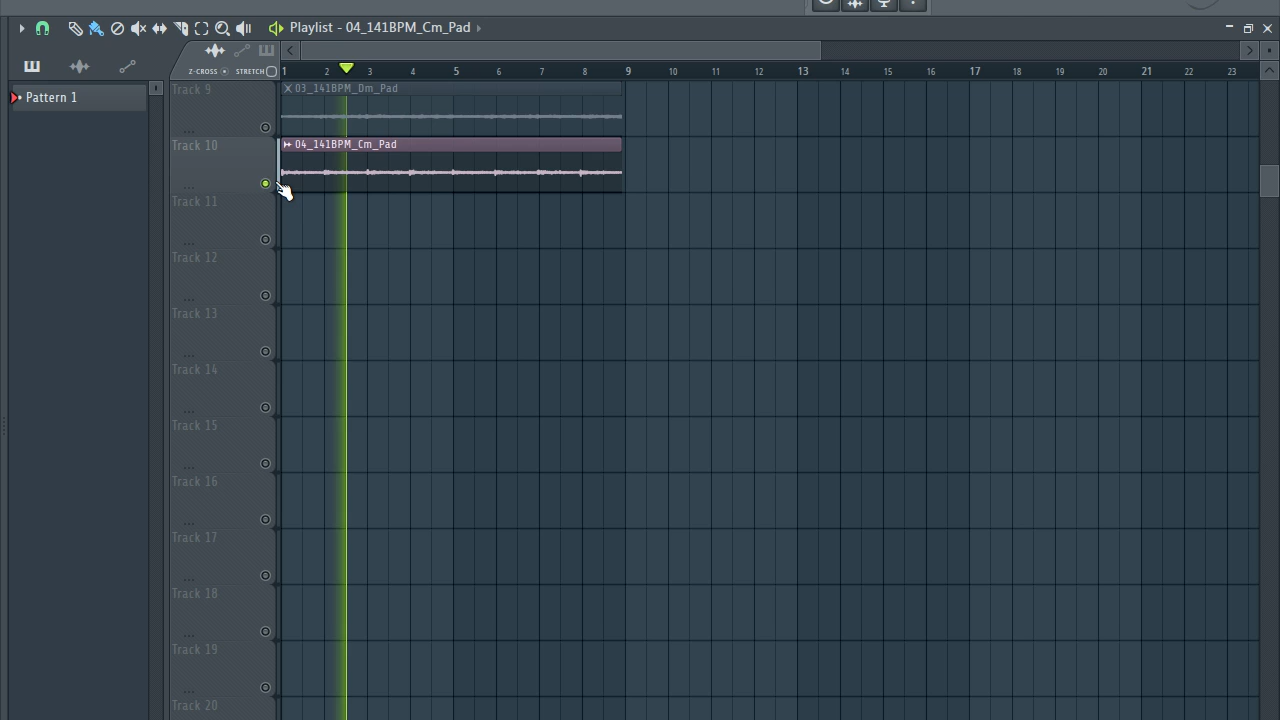 Playlist - 04_141BPM_Cm_Pad
Z-CROSS STRETCH
1 2 3 4 5 6 7 8 9 10 11 12 13 14 15 16 17 18 19 20 21 22 23
Pattern 1
Track 9
03_141BPM_Dm_Pad
...
Track 10
04_141BPM_Cm_Pad
...
Track 11
...
Track 12
...
Track 13
...
Track 14
...
Track 15
...
Track 16
...
Track 17
...
Track 18
...
Track 19
...
Track 20